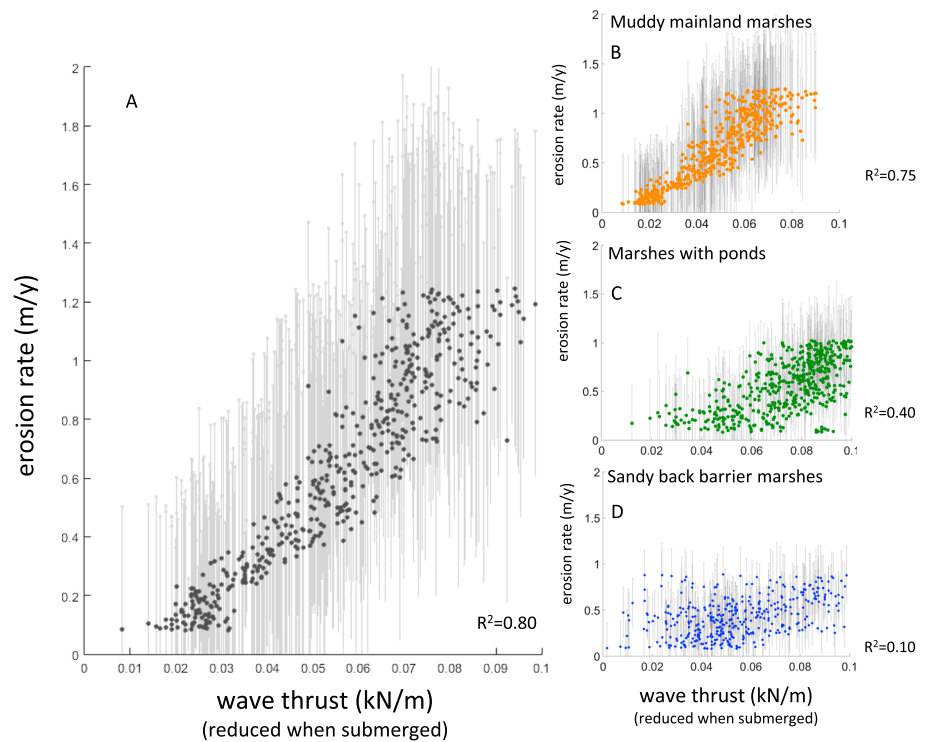 A
erosion rate (m/y)
2
1.8
1.6
1.4
1.2
1
0.8
0.6
0.4
0.2
0
0 0.01 0.02 0.03 0.04 0.05 0.06 0.07 0.08 0.09 0.1
R²=0.80
wave thrust (kN/m)
(reduced when submerged)
Muddy mainland marshes
B
erosion rate (m/y)
2
1.5
1
0.5
0
0 0.02 0.04 0.06 0.08 0.1
R²=0.75
Marshes with ponds
C
erosion rate (m/y)
2
1.5
1
0.5
0
0.02 0.04 0.06 0.08 0.1
R²=0.40
Sandy back barrier marshes
D
erosion rate (m/y)
2
1.5
1
0.5
0
0.02 0.04 0.06 0.08 0.1
R²=0.10
wave thrust (kN/m)
(reduced when submerged)